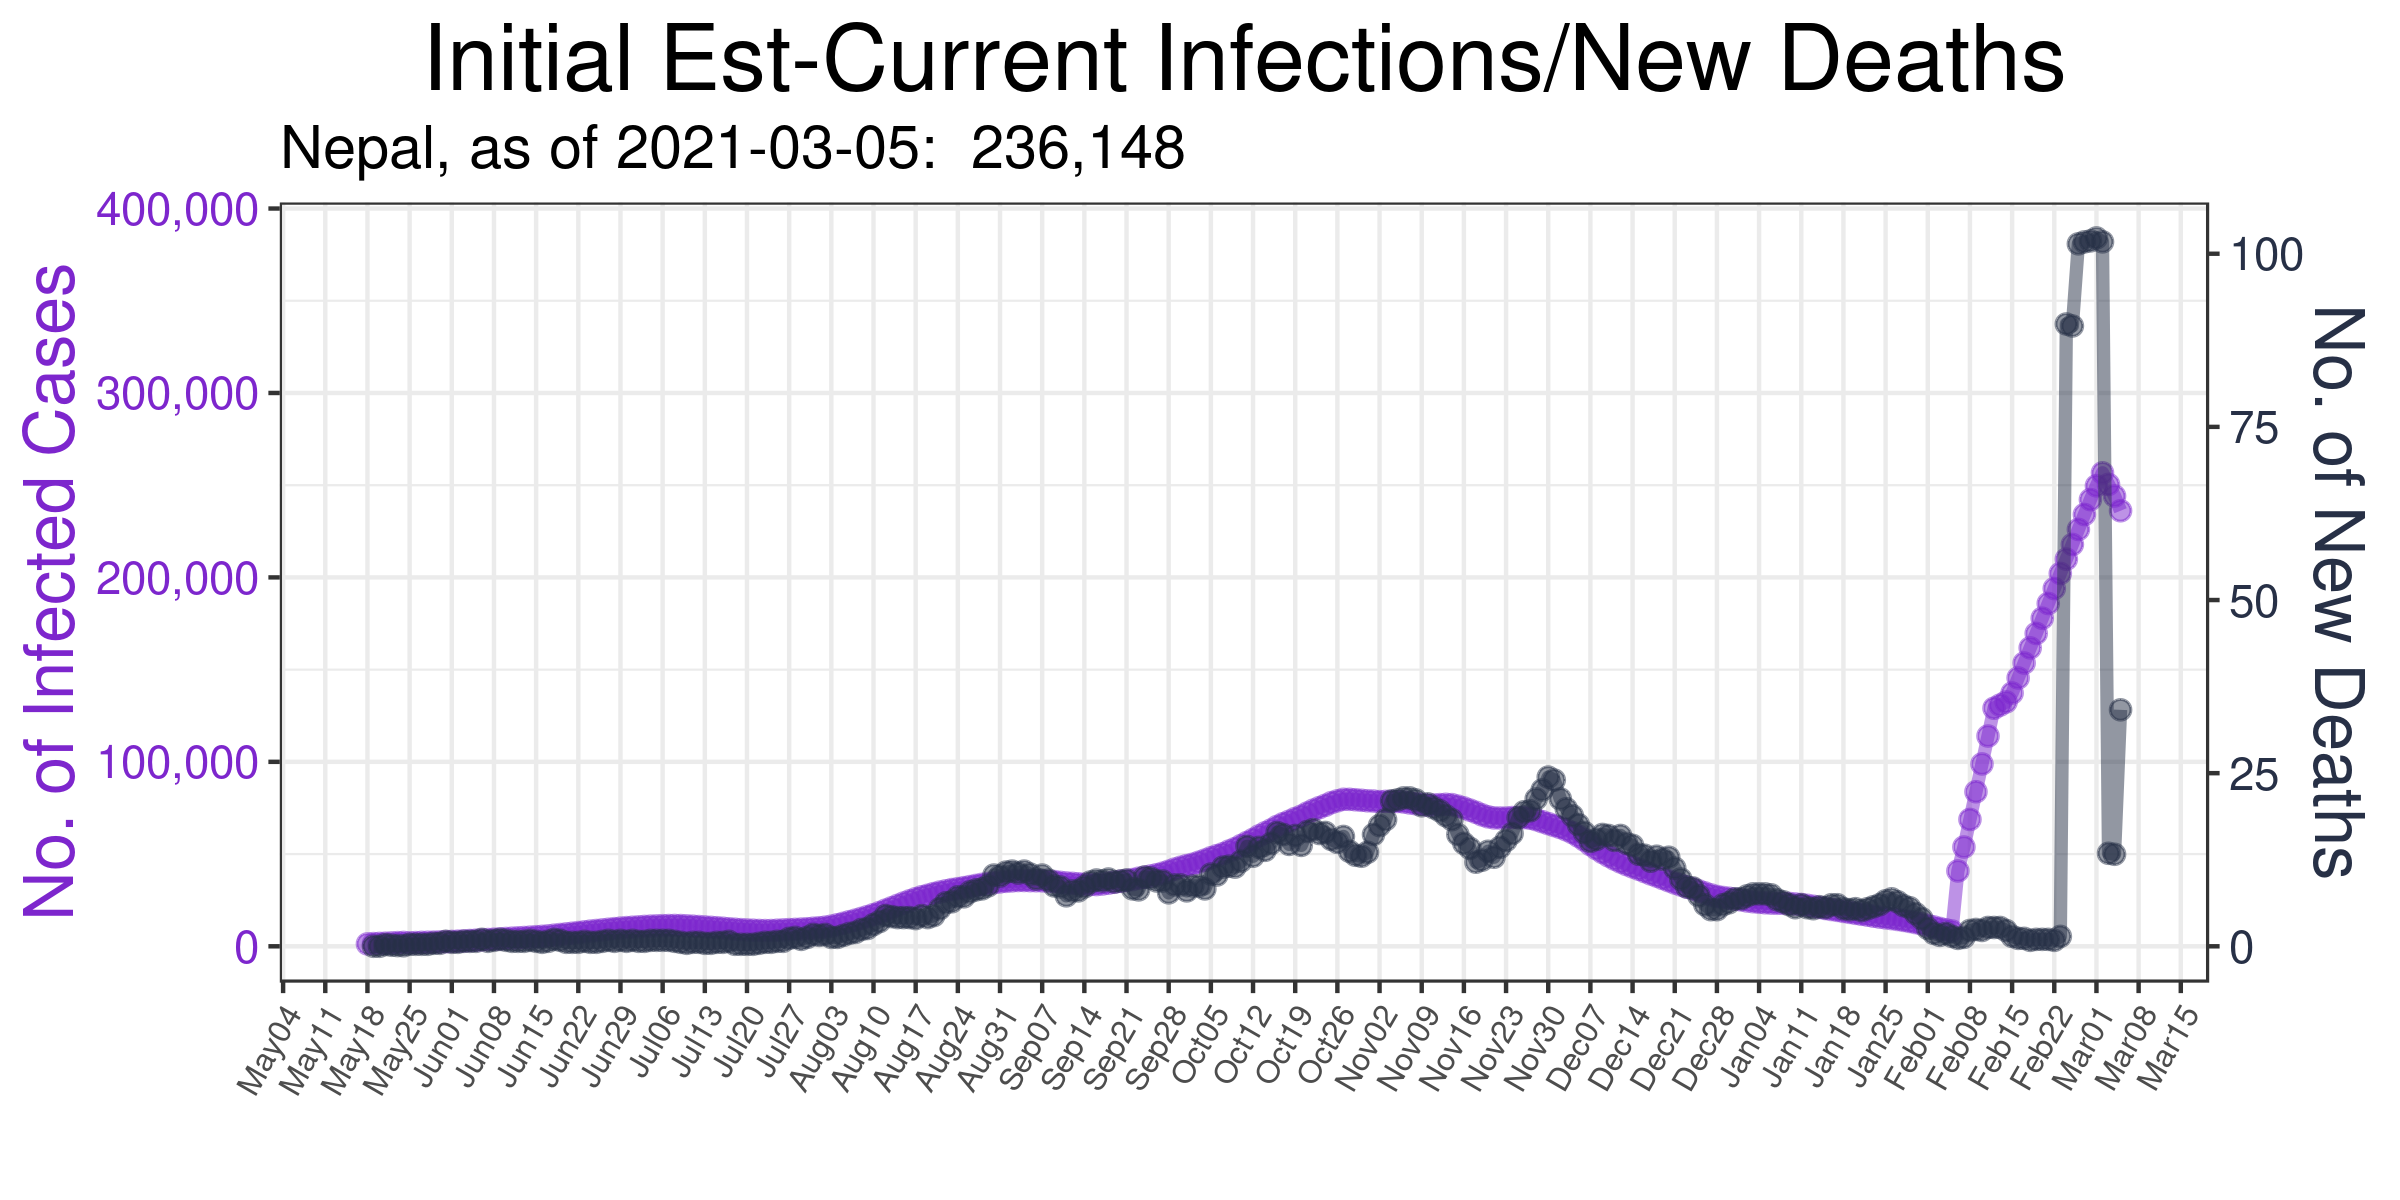 Initial Est-Current Infections/New Deaths
Nepal, as of 2021-03-05:  236,148
No. of Infected Cases
400,000
300,000
200,000
100,000
0
No. of New Deaths
100
75
50
25
0
May04
May11
May18
May25
Jun01
Jun08
Jun15
Jun22
Jun29
Jul06
Jul13
Jul20
Jul27
Aug03
Aug10
Aug17
Aug24
Aug31
Sep07
Sep14
Sep21
Sep28
Oct05
Oct12
Oct19
Oct26
Nov02
Nov09
Nov16
Nov23
Nov30
Dec07
Dec14
Dec21
Dec28
Jan04
Jan11
Jan18
Jan25
Feb01
Feb08
Feb15
Feb22
Mar01
Mar08
Mar15